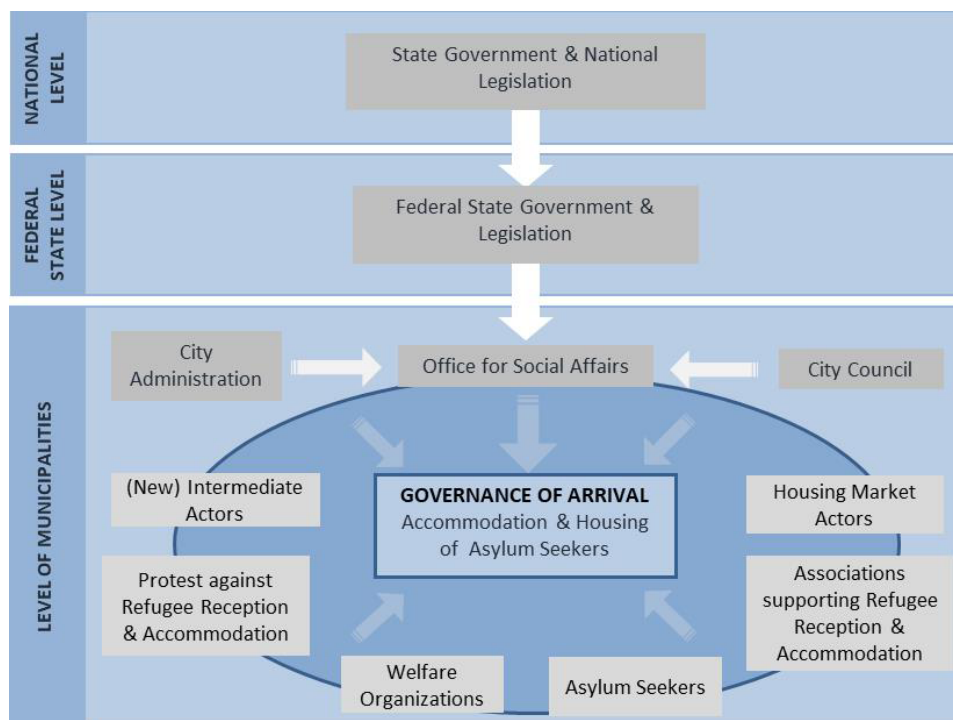 NATIONAL
LEVEL
State Government & National
Legislation
FEDERAL
STATE LEVEL
Federal State Government &
Legislation
LEVEL OF MUNICIPALITIES
City
Administration
Office for Social Affairs
City Council
(New) Intermediate
Actors
GOVERNANCE OF ARRIVAL
Accommodation & Housing
of Asylum Seekers
Housing Market
Actors
Protest against
Refugee Reception
& Accommodation
Associations
supporting Refugee
Reception &
Accommodation
Welfare
Organizations
Asylum Seekers